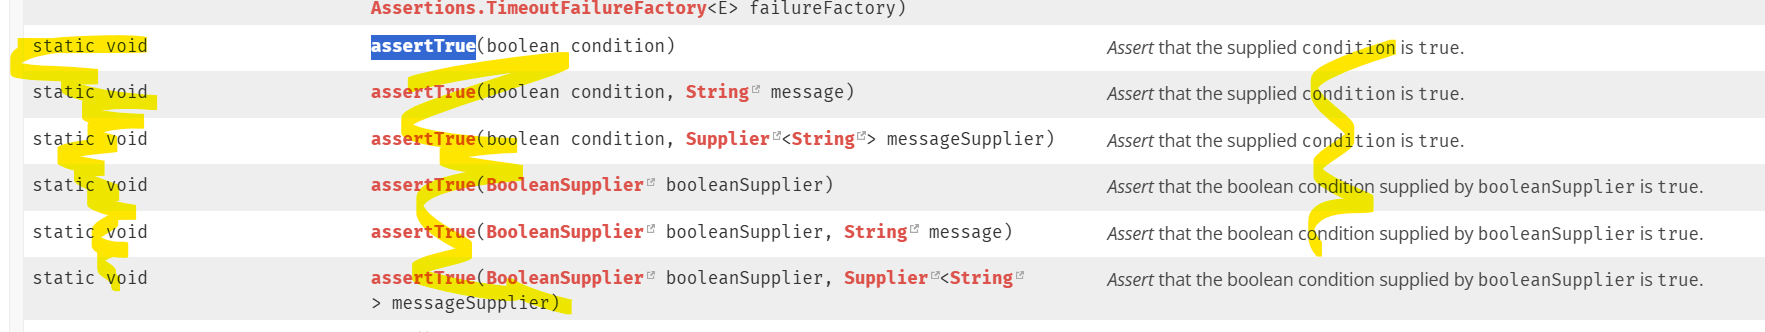 Assertions.TimeoutFailureFactory<E> failureFactory)
static void assertTrue(boolean condition) Assert that the supplied condition is true.
static void assertTrue(boolean condition, String message) Assert that the supplied condition is true.
static void assertTrue(boolean condition, Supplier<String> messageSupplier) Assert that the supplied condition is true.
static void assertTrue(BooleanSupplier booleanSupplier) Assert that the boolean condition supplied by booleanSupplier is true.
static void assertTrue(BooleanSupplier booleanSupplier, String message) Assert that the boolean condition supplied by booleanSupplier is true.
static void assertTrue(BooleanSupplier booleanSupplier, Supplier<String Assert that the boolean condition supplied by booleanSupplier is true.
> messageSupplier)